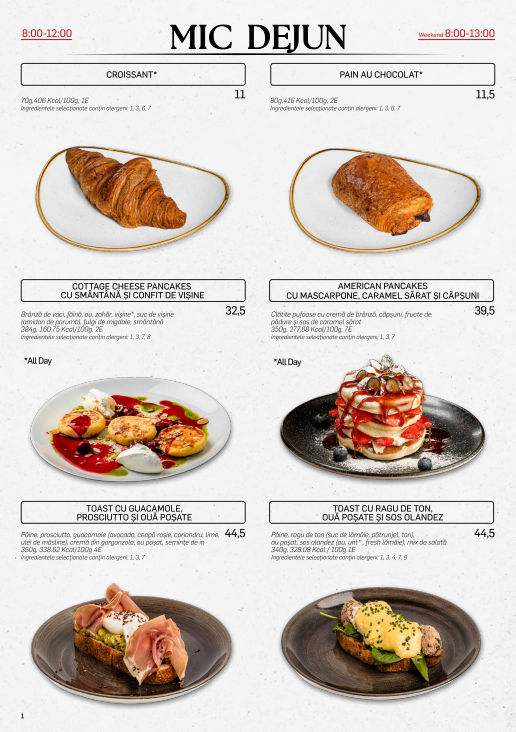 8:00-12:00
MIC DEJUN
Weekend 8:00-13:00
CROISSANT*
11
70g,406 Kcal/100g, 1E
Ingredientele selecționate conțin alergeni: 1, 3, 6, 7
PAIN AU CHOCOLAT*
11,5
80g,416 Kcal/100g, 2E
Ingredientele selecționate conțin alergeni: 1, 3, 6, 7
COTTAGE CHEESE PANCAKES
CU SMÂNTÂNĂ ȘI CONFIT DE VIȘINE
32,5
Brânză de vaci, făină, ou, zahăr, vișine*, suc de vișine
(amidon de porumb), fulgi de migdale, smântână
384g, 160.75 Kcal/100g, 2E
Ingredientele selecționate conțin alergeni: 1, 3, 7, 8
*All Day
AMERICAN PANCAKES
CU MASCARPONE, CARAMEL SĂRAT ȘI CĂPȘUNI
39,5
Clătite pufoase cu cremă de brânză, căpșuni, fructe de
pădure și sos de caramel sărat
350g, 277.68 Kcal/100g, 7E
Ingredientele selecționate conțin alergeni: 1, 3, 7
*All Day
TOAST CU GUACAMOLE,
PROSCIUTTO ȘI OUĂ POȘATE
44,5
Pâine, prosciutto, guacamole (avocado, ceapă roșie, coriandru, lime,
ulei de măsline), cremă din gorgonzola, ou poșat, semințe de in
350g, 338.62 Kcal/100g 4E
Ingredientele selecționate conțin alergeni: 1, 3, 7
TOAST CU RAGU DE TON,
OUĂ POȘATE ȘI SOS OLANDEZ
44,5
Pâine, ragu de ton (suc de lămâie, pătrunjel, ton),
ou poșat, sos olandez (ou, unt* , fresh lămâie), mix de salată
340g, 328.08 Kcal / 100g 1E
Ingredientele selecționate conțin alergeni: 1, 3, 4, 7, 9
1